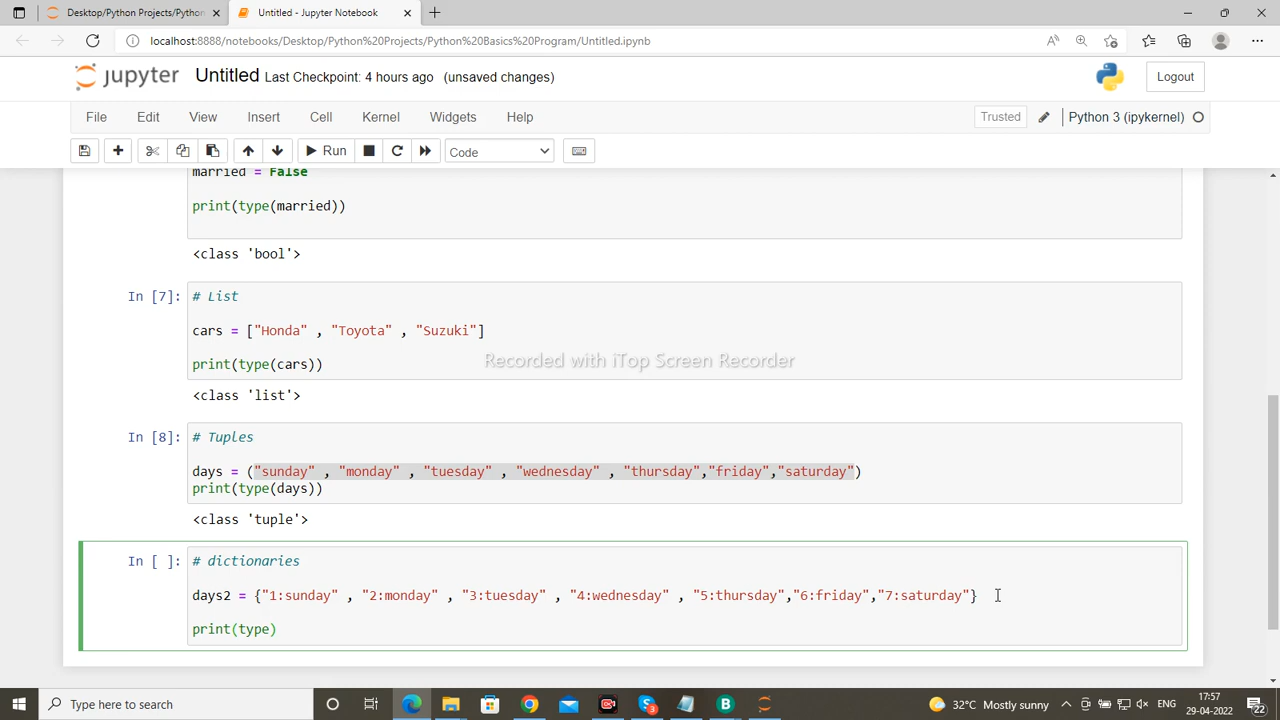 Desktop/Python Projects/Python
Untitled - Jupyter Notebook
localhost:8888/notebooks/Desktop/Python%20Projects/Python%20Basics%20Program/Untitled.ipynb
jupyter Untitled Last Checkpoint: 4 hours ago (unsaved changes)
Logout
File Edit View Insert Cell Kernel Widgets Help
Trusted
Python 3 (ipykernel)
Run
Code
married = False
print(type(married))
<class 'bool'>
In [7]: # List
cars = ["Honda" , "Toyota" , "Suzuki"]
Recorded with iTop Screen Recorder
print(type(cars))
<class 'list'>
In [8]: # Tuples
days = ("sunday" , "monday" , "tuesday" , "wednesday" , "thursday","friday","saturday")
print(type(days))
<class 'tuple'>
In [ ]: # dictionaries
days2 = {"1:sunday" , "2:monday" , "3:tuesday" , "4:wednesday" , "5:thursday","6:friday","7:saturday"}
print(type)
Type here to search
32°C Mostly sunny
ENG
17:57
29-04-2022
22